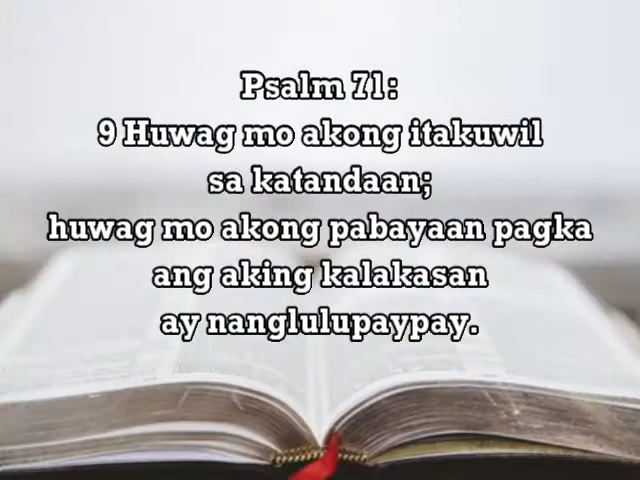 Psalm 71:
9 Huwag mo akong itakuwil
sa katandaan;
huwag mo akong pabayaan pagka
ang aking kalakasan
ay nanglulupaypay.